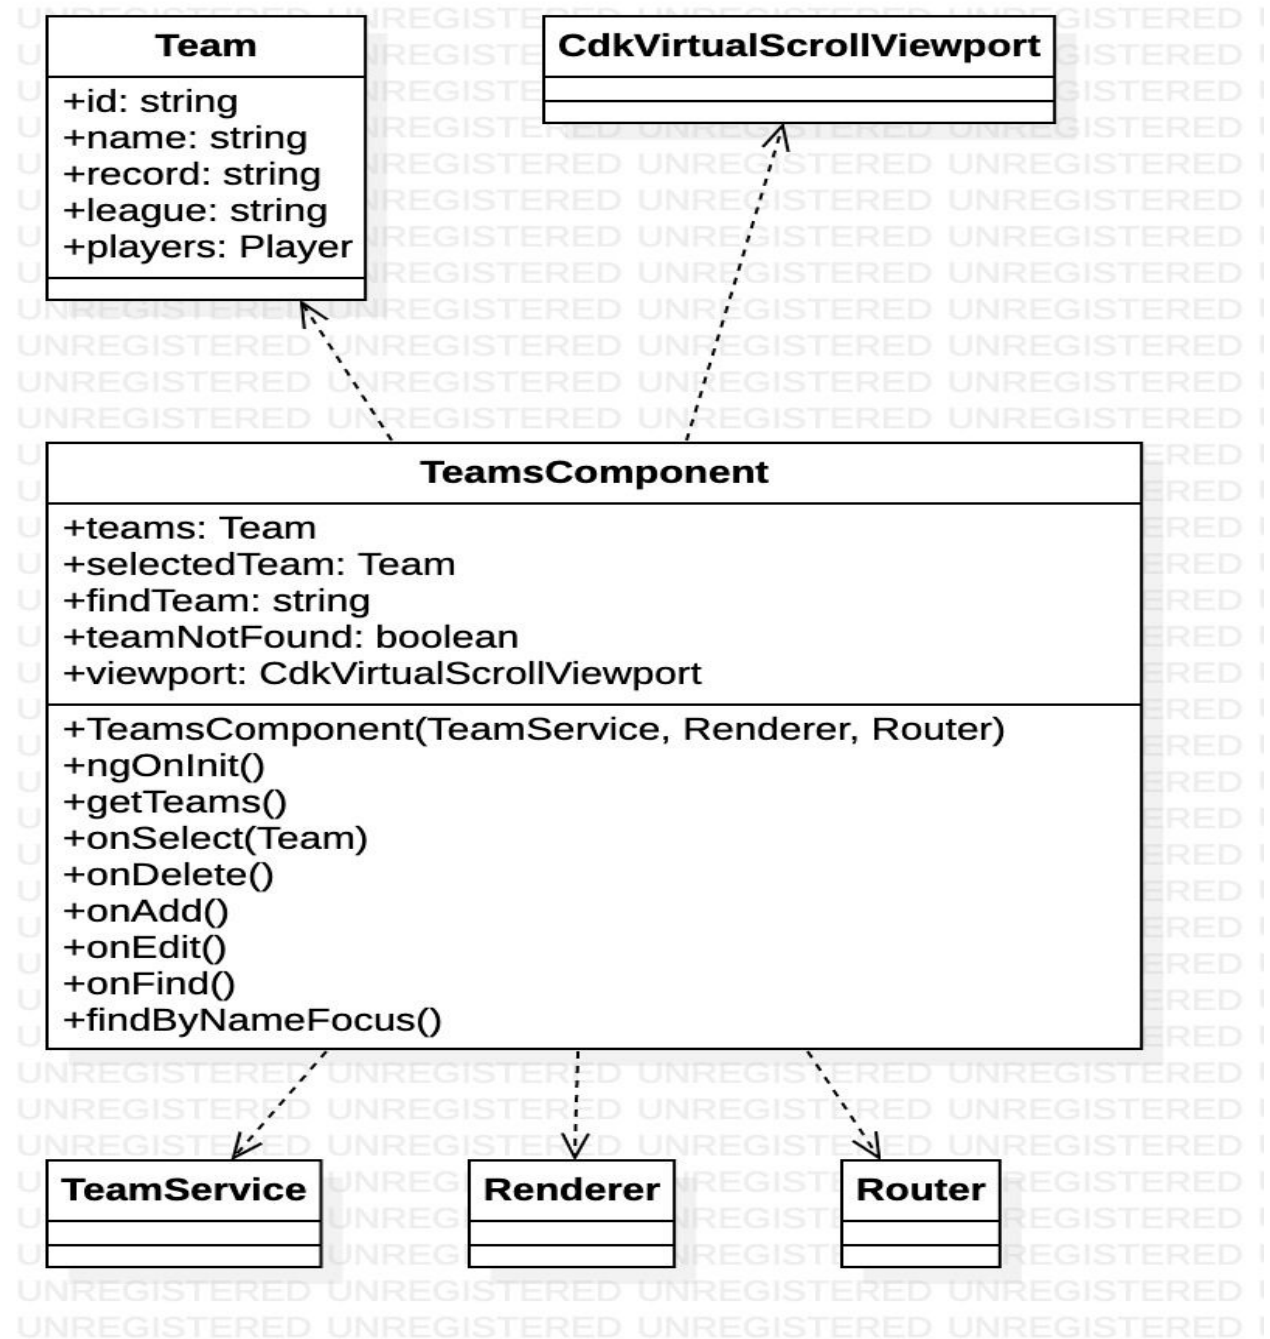 Team
+id: string
+name: string
+record: string
+league: string
+players: Player
CdkVirtualScrollViewport
TeamsComponent
+teams: Team
+selectedTeam: Team
+findTeam: string
+teamNotFound: boolean
+viewport: CdkVirtualScrollViewport
+TeamsComponent(TeamService, Renderer, Router)
+ngOnInit()
+getTeams()
+onSelect(Team)
+onDelete()
+onAdd()
+onEdit()
+onFind()
+findByNameFocus()
TeamService
Renderer
Router
UNREGISTERED